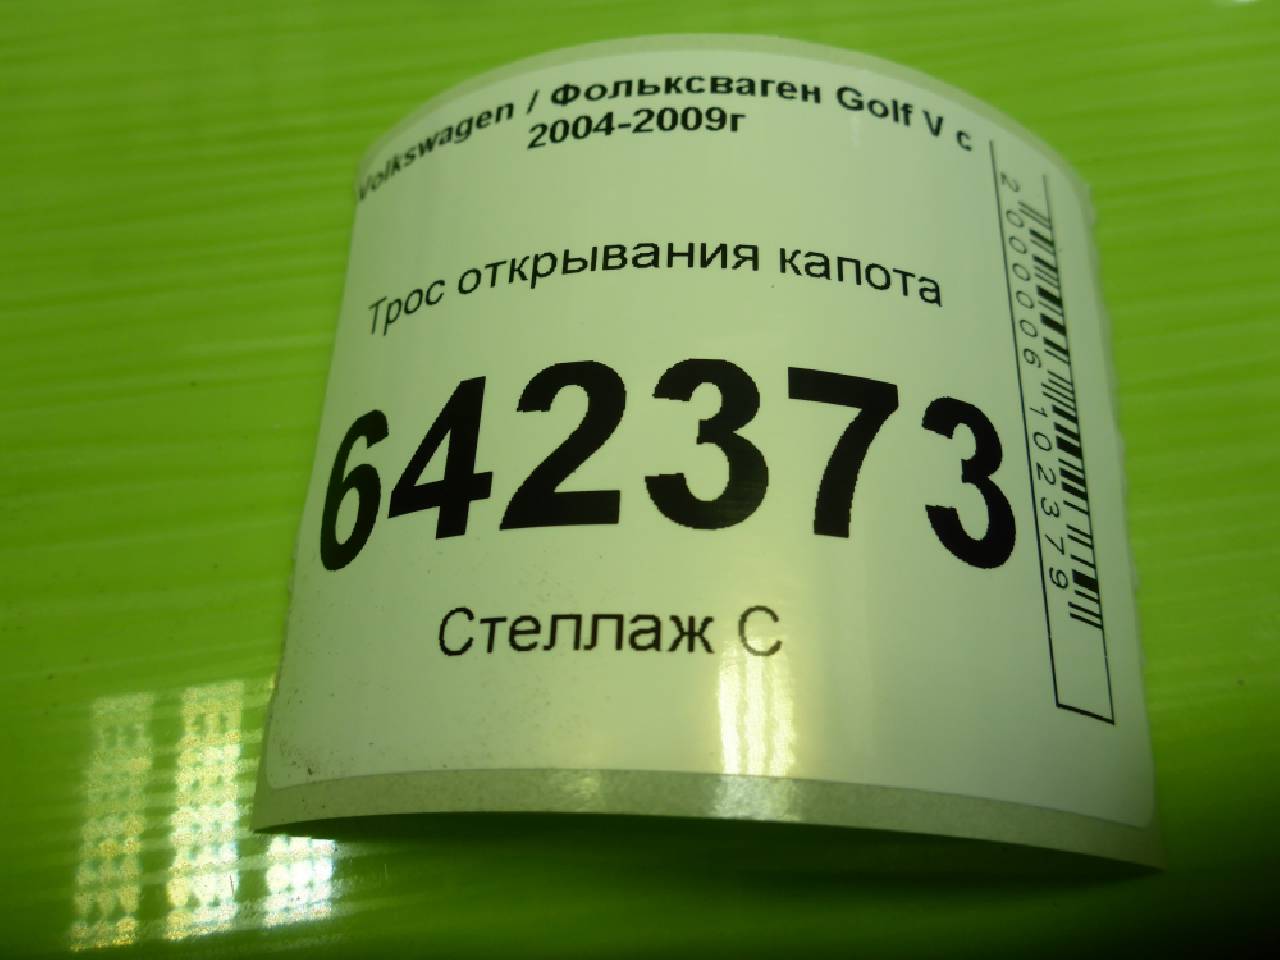 Volkswagen / Фольксваген Golf V с
2004-2009г
Трос открывания капота
642373
Стеллаж С
2000006102379